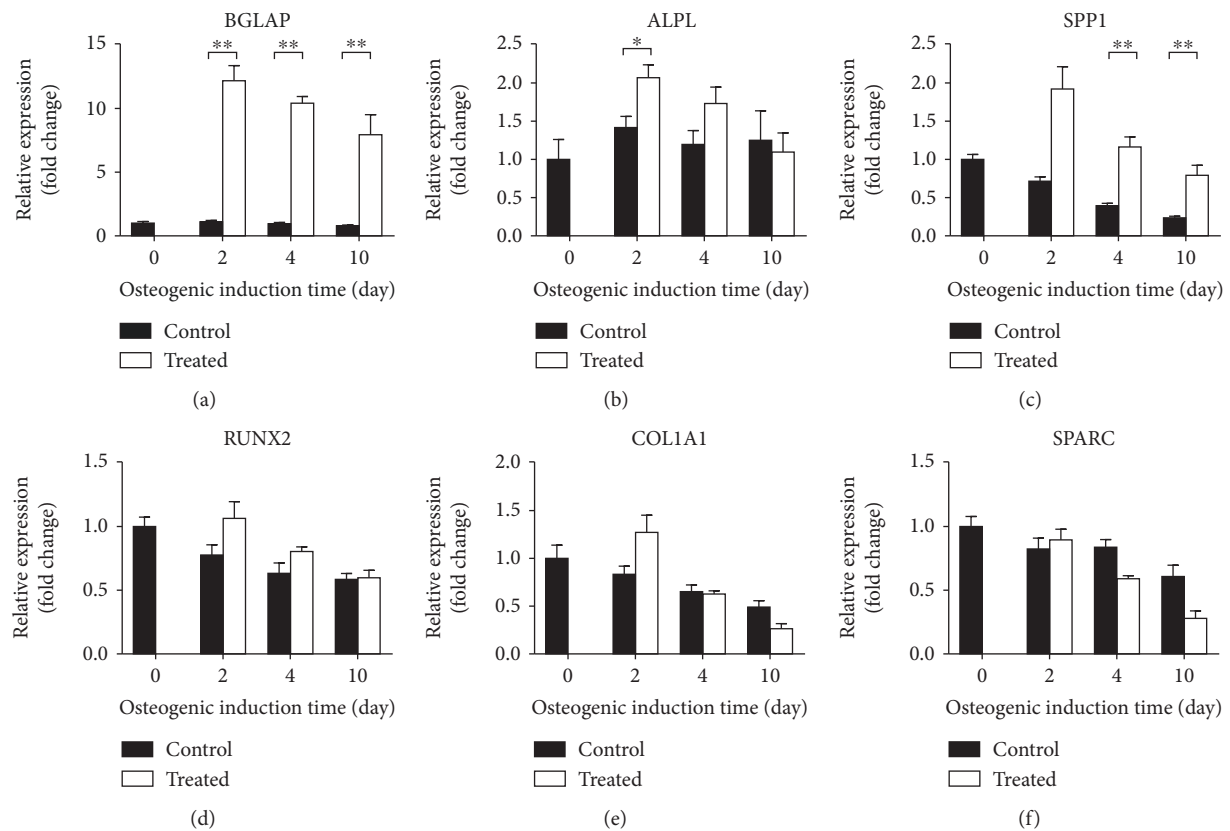 BGLAP
15
10
5
0
Relative expression
(fold change)
** ** **
0 2 4 10
Osteogenic induction time (day)
Control
Treated
(a)
ALPL
2.5
2.0
1.5
1.0
0.5
0.0
Relative expression
(fold change)
*
0 2 4 10
Osteogenic induction time (day)
Control
Treated
(b)
SPP1
2.5
2.0
1.5
1.0
0.5
0.0
Relative expression
(fold change)
** **
0 2 4 10
Osteogenic induction time (day)
Control
Treated
(c)
RUNX2
1.5
1.0
0.5
0.0
Relative expression
(fold change)
0 2 4 10
Osteogenic induction time (day)
Control
Treated
(d)
COL1A1
2.0
1.5
1.0
0.5
0.0
Relative expression
(fold change)
0 2 4 10
Osteogenic induction time (day)
Control
Treated
(e)
SPARC
1.5
1.0
0.5
0.0
Relative expression
(fold change)
0 2 4 10
Osteogenic induction time (day)
Control
Treated
(f)